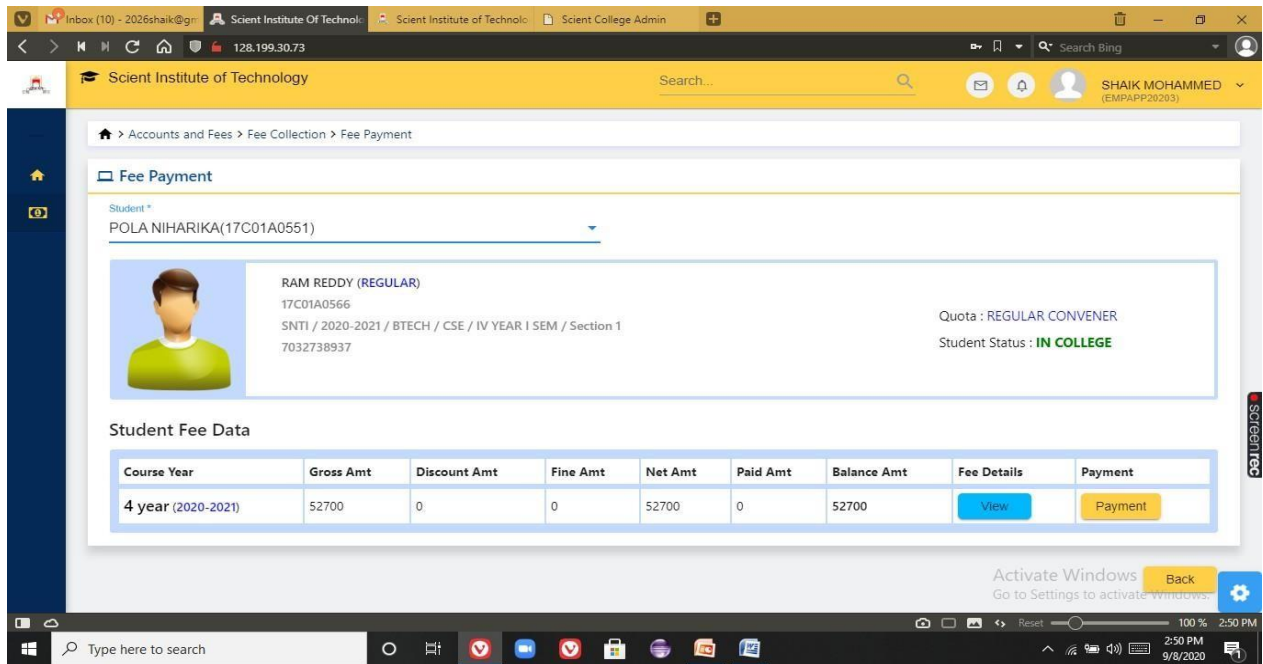 Inbox (10) - 2026shaik@gm
Scient Institute Of Technolo
Scient Institute of Technolo
Scient College Admin
128.199.30.73
Search Bing
Scient Institute of Technology
Search...
SHAIK MOHAMMED
(EMPAPP20203)
> Accounts and Fees > Fee Collection > Fee Payment
Fee Payment
Student *
POLA NIHARIKA(17C01A0551)
RAM REDDY (REGULAR)
17C01A0566
SNTI / 2020-2021 / BTECH / CSE / IV YEAR I SEM / Section 1
7032738937
Quota : REGULAR CONVENER
Student Status : IN COLLEGE
Student Fee Data
Course Year Gross Amt Discount Amt Fine Amt Net Amt Paid Amt Balance Amt Fee Details Payment
4 year (2020-2021) 52700 0 0 52700 0 52700 View Payment
screenrec
Activate Windows
Go to Settings to activate Windows.
Back
Reset 100 % 2:50 PM
Type here to search
2:50 PM
9/8/2020